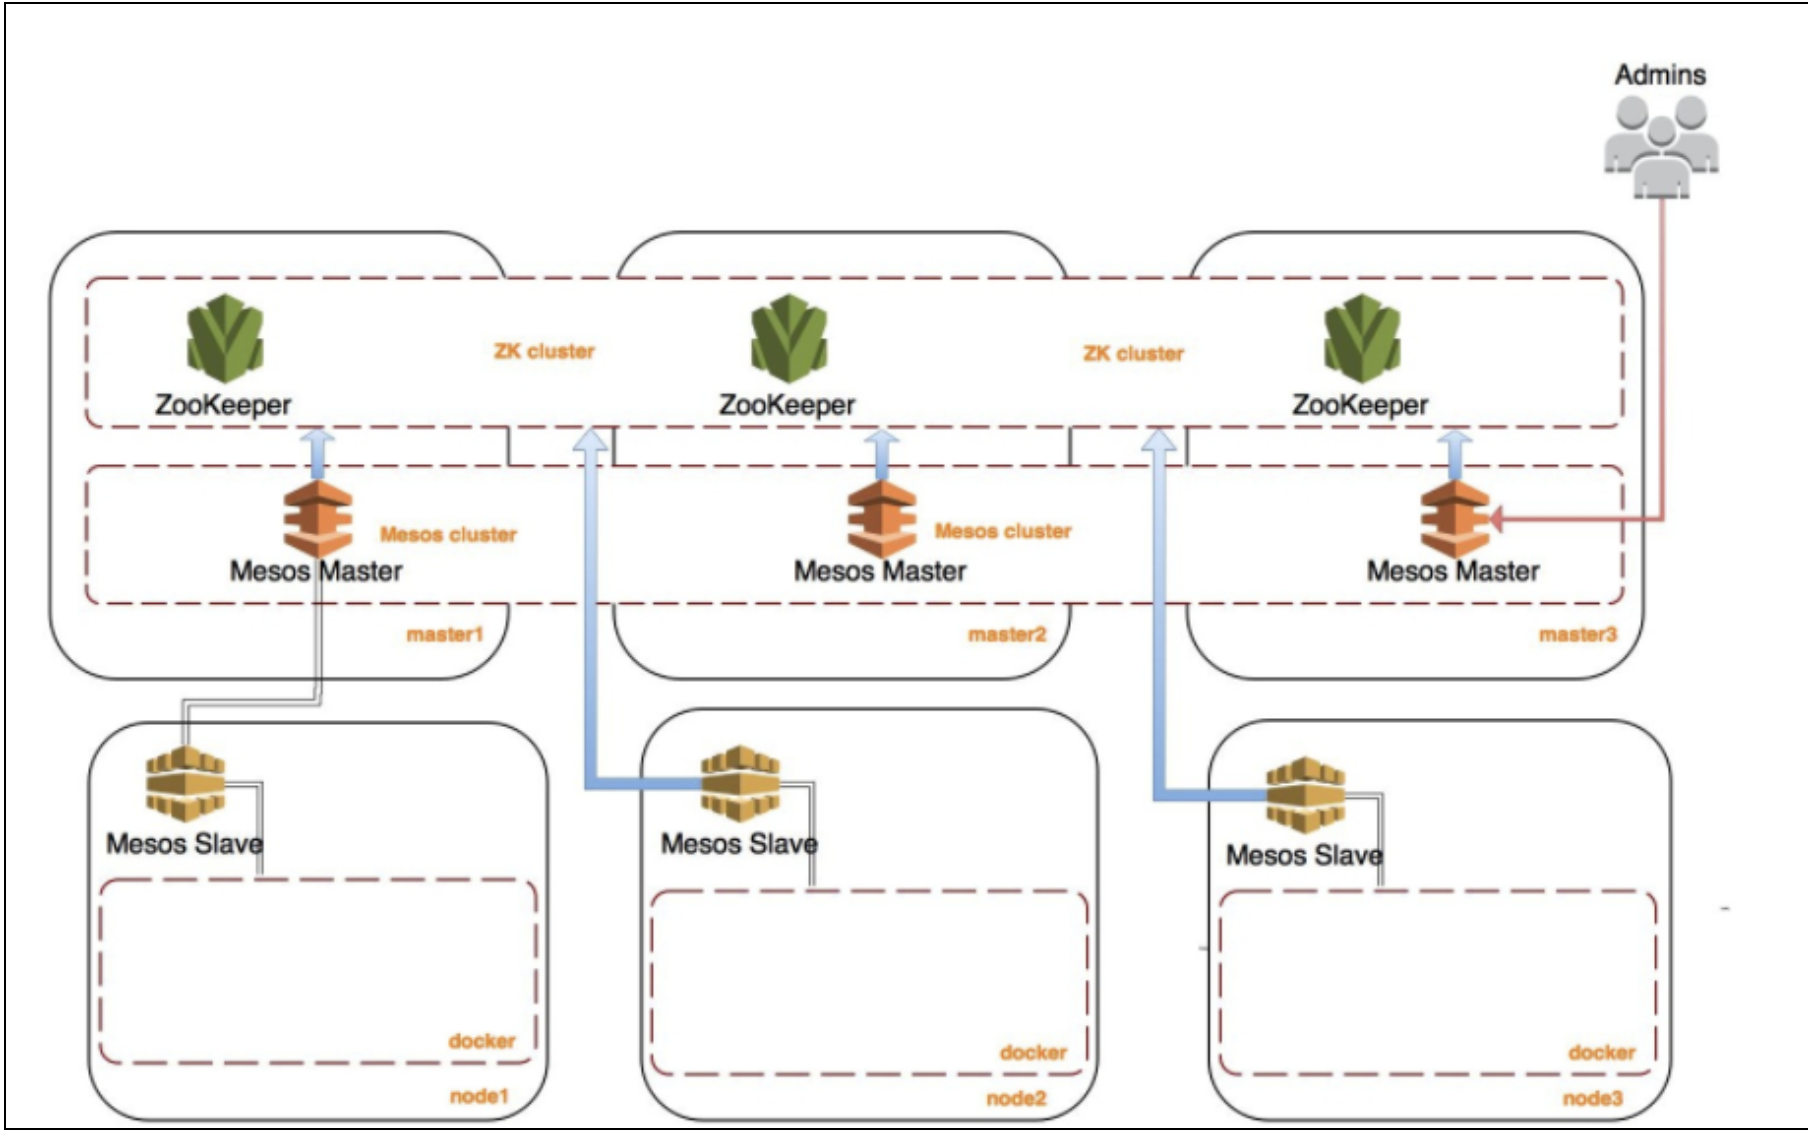 Admins
ZK cluster
ZK cluster
ZooKeeper
ZooKeeper
ZooKeeper
Mesos cluster
Mesos cluster
Mesos Master
Mesos Master
Mesos Master
master1
master2
master3
Mesos Slave
Mesos Slave
Mesos Slave
docker
docker
docker
node1
node2
node3